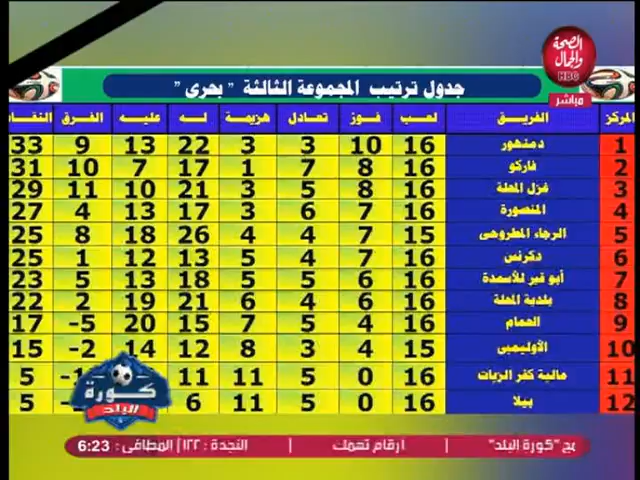 الصحة
والجمال
HBC
مباشر
جدول ترتيب المجموعة الثالثة " بحرى "
المركز الفريق لعب فوز تعادل هزيمة له عليه الفرق
1 دمنهور 16 10 3 3 22 13 9 33
2 فاركو 16 8 7 1 17 7 10 31
3 غزل المحلة 16 8 5 3 21 10 11 29
4 المنصورة 16 7 6 3 17 13 4 27
5 الرجاء المطروحى 15 7 4 4 26 18 8 25
6 دكرنس 16 7 4 5 13 12 1 25
7 أبو قير للأسمدة 16 6 5 5 18 13 5 23
8 بلدية المحلة 16 6 4 6 21 19 2 22
9 الحمام 16 4 5 7 15 20 -5 17
10 الأوليمبى 15 3 4 8 12 14 -2 15
11 مالية كفر الزيات 16 0 5 11 11 5
12 بيلا 16 0 5 11 6 5
كورة
البلد
"كورة البلد" | ارقام تهمك | النجدة : ١٢٢ | المطافى : 6:23